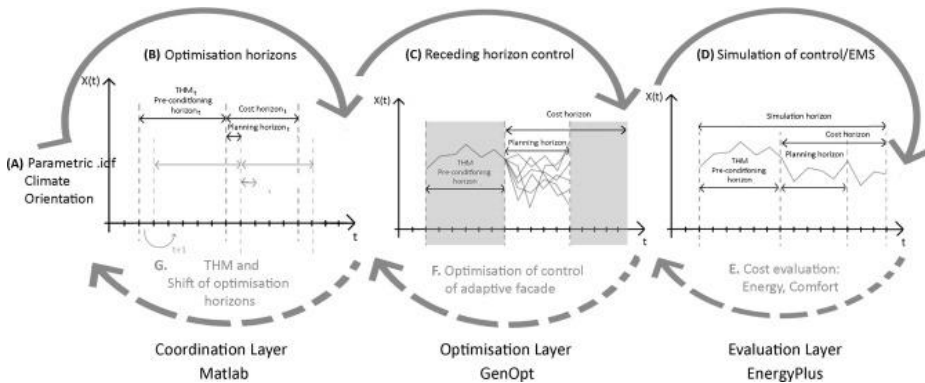 (B) Optimisation horizons
X(t)
THM t
Pre-conditioning
horizon t
Cost horizon t
Planning horizon t
(A) Parametric .idf
Climate
Orientation
t
t+1
G. THM and
Shift of optimisation
horizons
Coordination Layer
Matlab
(C) Receding horizon control
X(t)
Cost horizon
Planning horizon
THM
Pre-conditioning
horizon
t
F. Optimisation of control
of adaptive facade
Optimisation Layer
GenOpt
(D) Simulation of control/EMS
X(t)
Simulation horizon
Cost horizon
Planning horizon
THM
Pre-conditioning
horizon
t
E. Cost evaluation:
Energy, Comfort
Evaluation Layer
EnergyPlus